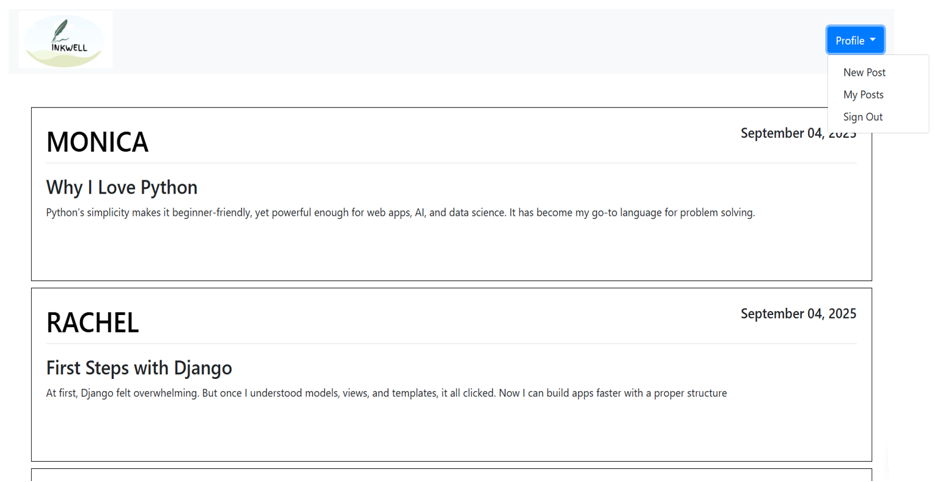 INKWELL
Profile
New Post
My Posts
Sign Out
MONICA
September 04, 2025
Why I Love Python
Python's simplicity makes it beginner-friendly, yet powerful enough for web apps, AI, and data science. It has become my go-to language for problem solving.
RACHEL
September 04, 2025
First Steps with Django
At first, Django felt overwhelming. But once I understood models, views, and templates, it all clicked. Now I can build apps faster with a proper structure